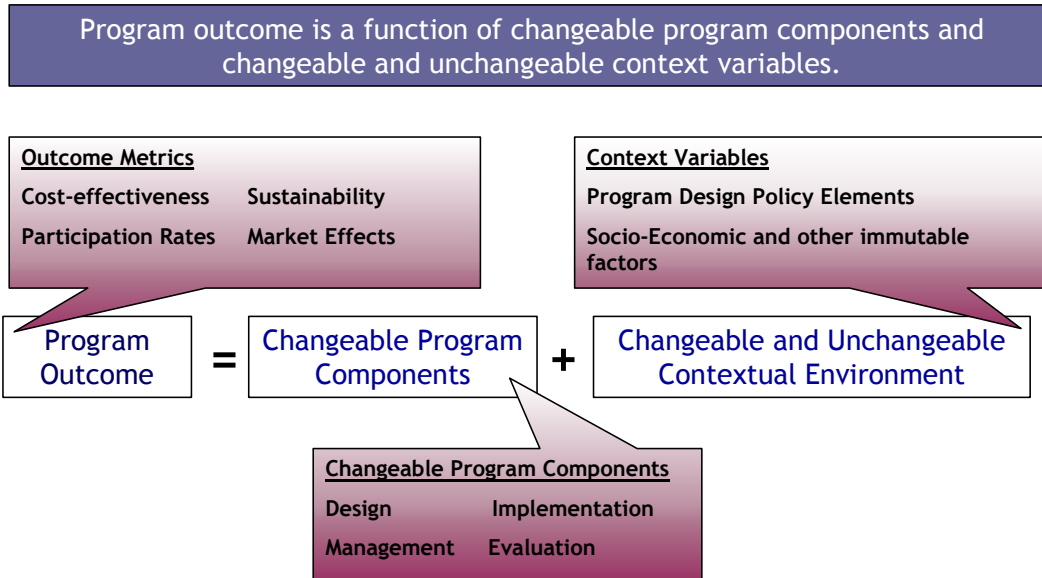 Program outcome is a function of changeable program components and
changeable and unchangeable context variables.
Outcome Metrics
Cost-effectiveness Sustainability
Participation Rates Market Effects
Context Variables
Program Design Policy Elements
Socio-Economic and other immutable
factors
Program
Outcome
=
Changeable Program
Components
+
Changeable and Unchangeable
Contextual Environment
Changeable Program Components
Design Implementation
Management Evaluation